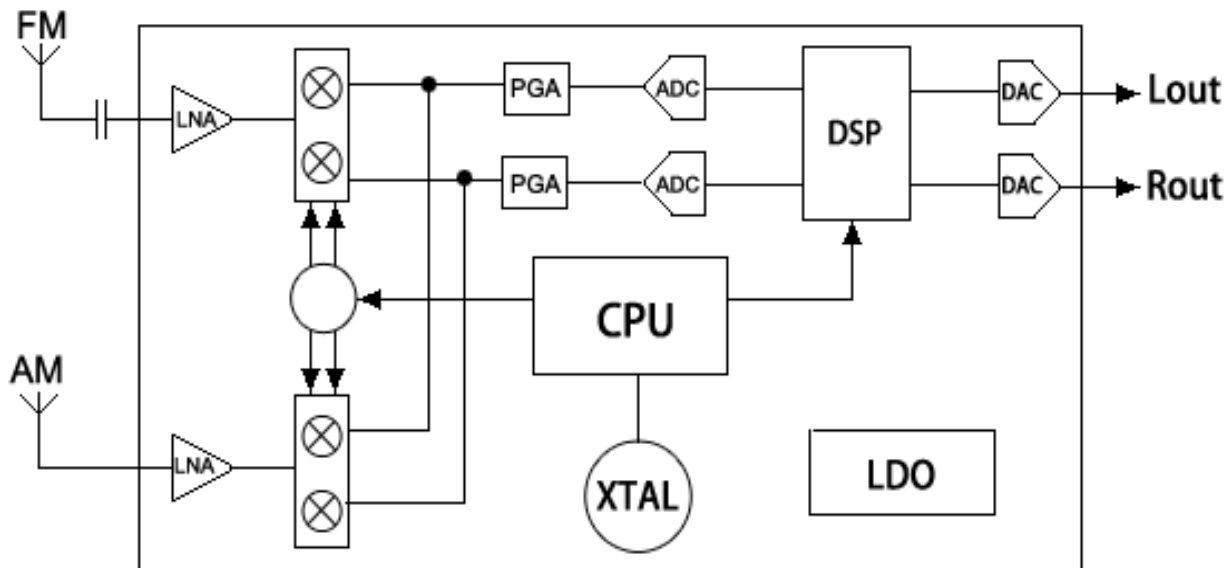 FM
LNA
PGA
ADC
DSP
DAC
Lout
PGA
ADC
DAC
Rout
CPU
AM
LNA
XTAL
LDO